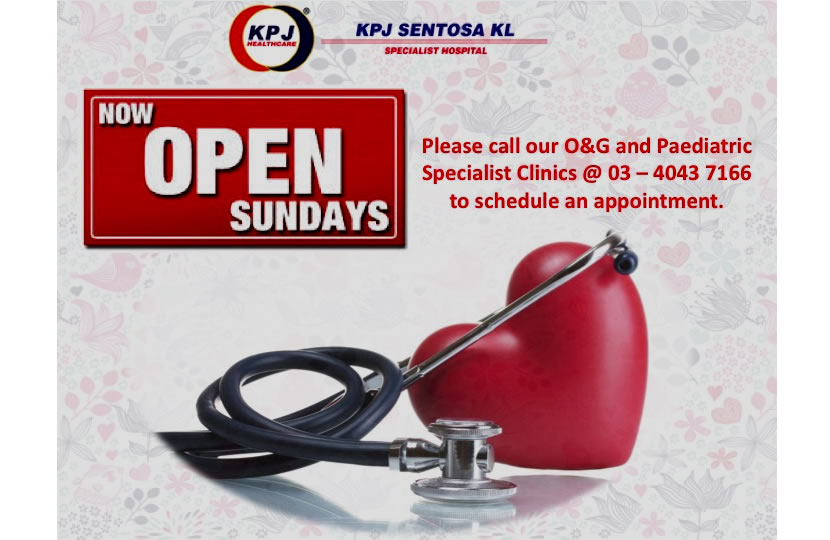 KPJ
HEALTHCARE
®
KPJ SENTOSA KL
SPECIALIST HOSPITAL
NOW
OPEN
SUNDAYS
Please call our O&G and Paediatric
Specialist Clinics @ 03 – 4043 7166
to schedule an appointment.